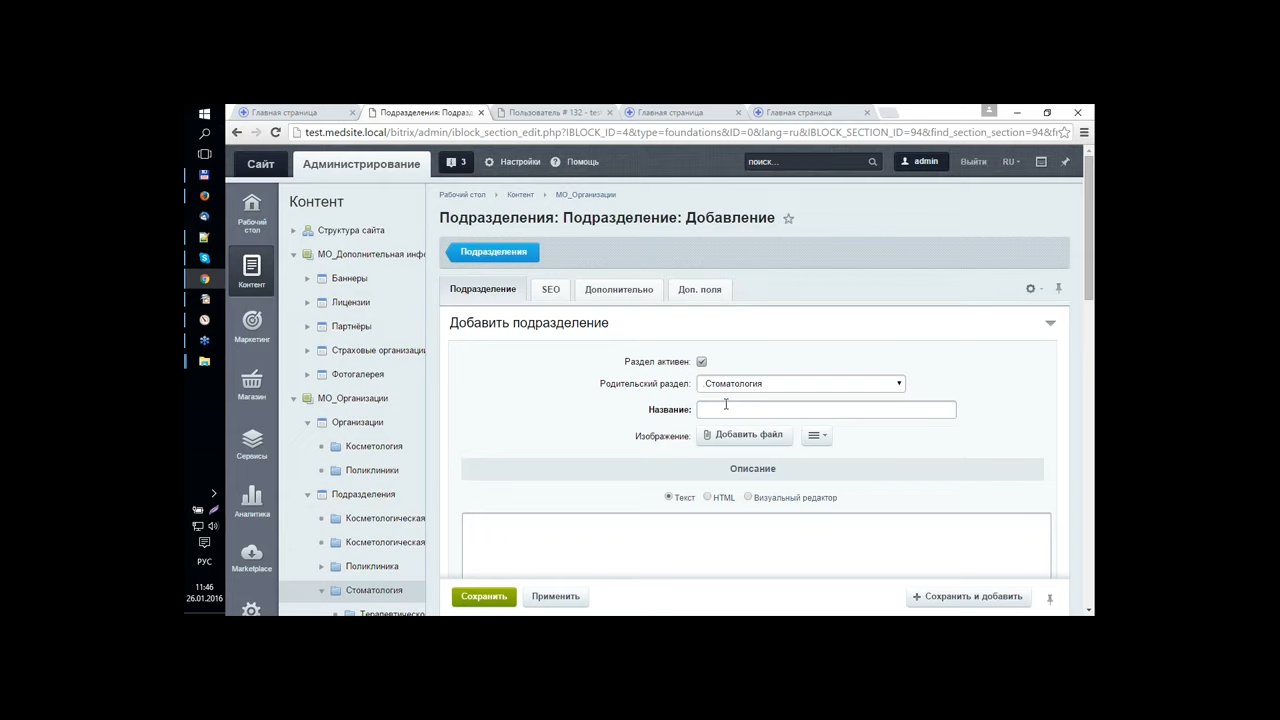 Главная страница
Подразделения: Подразд
Пользователь # 132 - tes
Главная страница
Главная страница
test.medsite.local/bitrix/admin/iblock_section_edit.php?IBLOCK_ID=4&type=foundations&ID=0&lang=ru&IBLOCK_SECTION_ID=94&find_section_section=94&fr
Сайт
Администрирование
3
Настройки
Помощь
поиск...
admin
Выйти
RU
Рабочий стол
Контент
Маркетинг
Магазин
Сервисы
Аналитика
Marketplace
Контент
Структура сайта
МО_Дополнительная инфо
Баннеры
Лицензии
Партнёры
Страховые организации
Фотогалерея
МО_Организации
Организации
Косметология
Поликлиники
Подразделения
Косметологическая
Косметологическая
Поликлиника
Стоматология
Терапевтическо
Рабочий стол
Контент
МО_Организации
Подразделения: Подразделение: Добавление
Подразделения
Подразделение
SEO
Дополнительно
Доп. поля
Добавить подразделение
Раздел активен:
Родительский раздел: .Стоматология
Название:
Изображение: Добавить файл
Описание
Текст HTML Визуальный редактор
Сохранить
Применить
+ Сохранить и добавить
РУС
11:46
26.01.2016